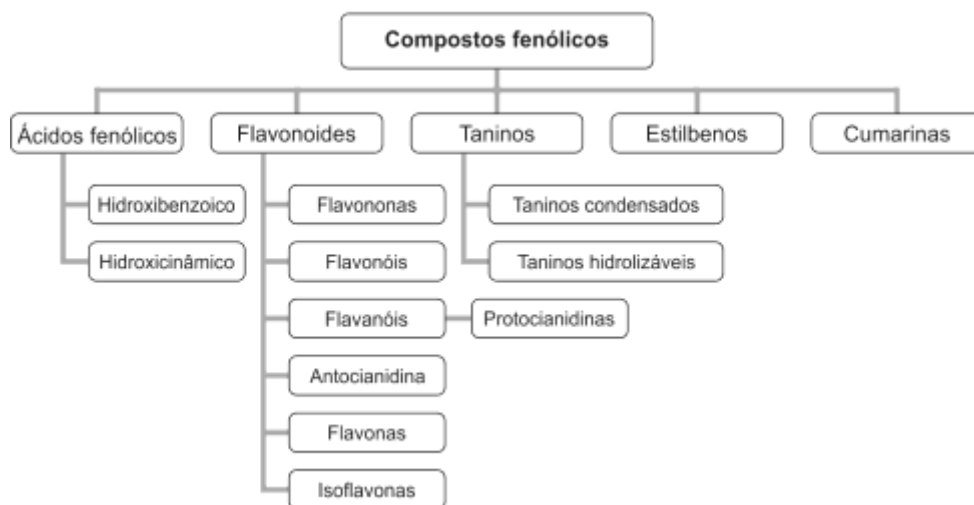 Compostos fenólicos
Ácidos fenólicos
Flavonoides
Taninos
Estilbenos
Cumarinas
Hidroxibenzoico
Hidroxicinâmico
Flavononas
Flavonóis
Flavanóis
Protocianidinas
Antocianidina
Flavonas
Isoflavonas
Taninos condensados
Taninos hidrolizáveis